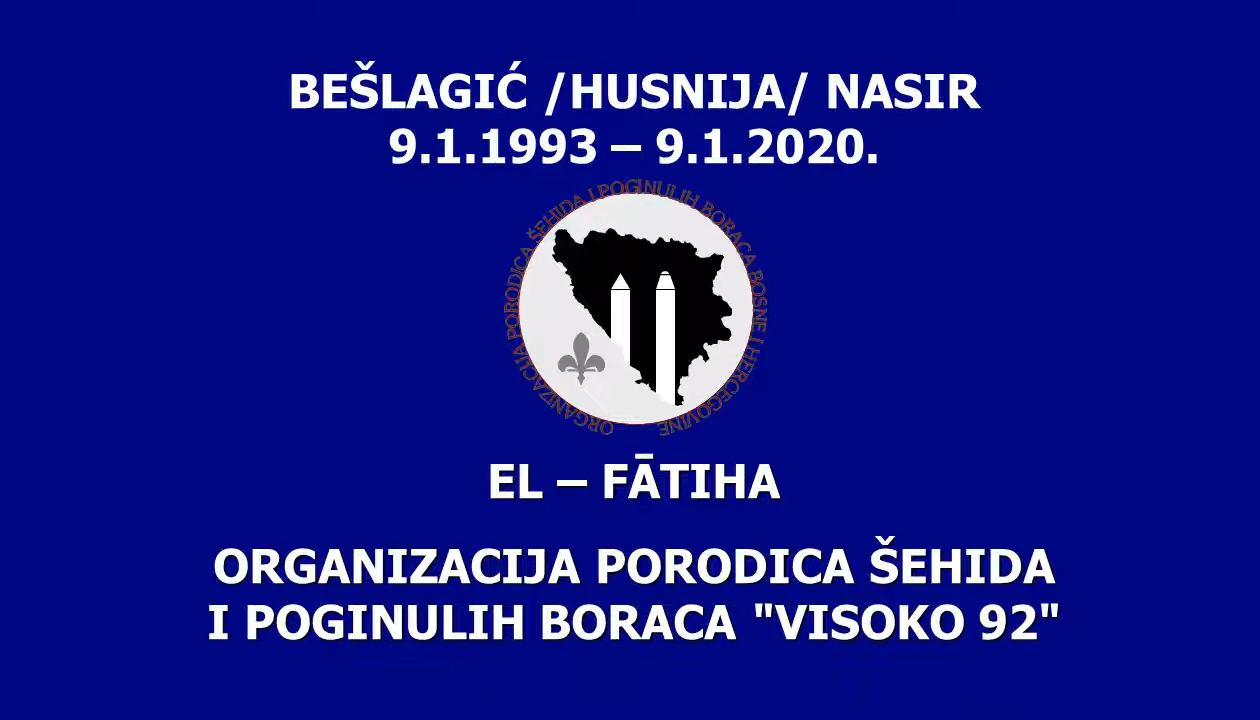 BEŠLAGIĆ /HUSNIJA/ NASIR
9.1.1993 – 9.1.2020.
ORGANIZACIJA PORODICA ŠEHIDA I POGINULIH BORACA BOSNE I HERCEGOVINE
EL – FĀTIHA
ORGANIZACIJA PORODICA ŠEHIDA
I POGINULIH BORACA "VISOKO 92"